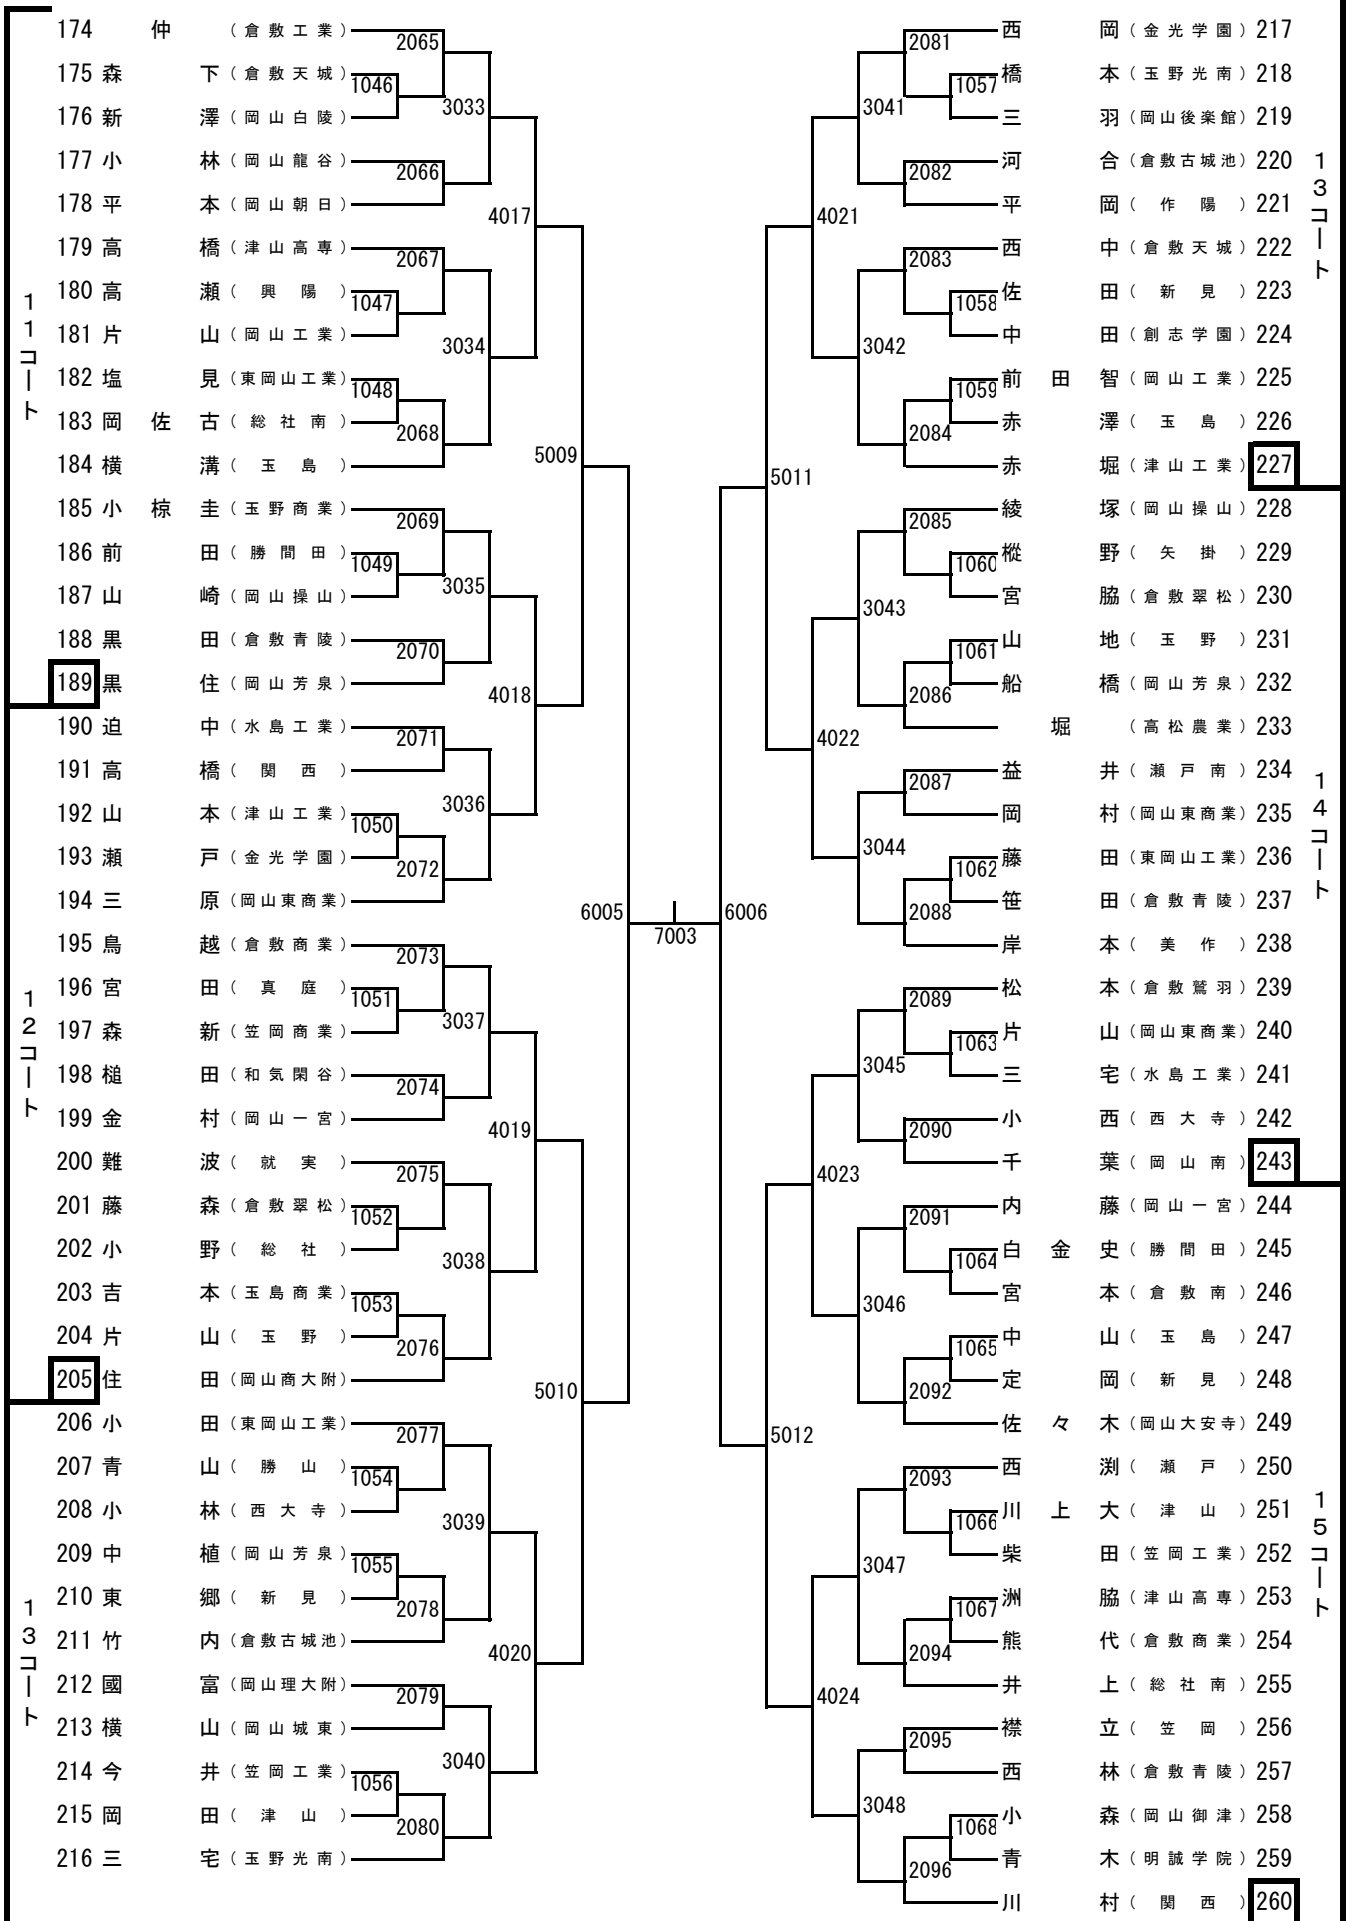 174 仲 (倉敷工業)
175 森下 (倉敷天城)
176 新澤 (岡山白陵)
177 小林 (岡山龍谷)
178 平本 (岡山朝日)
179 高橋 (津山高専)
180 高瀬 (興陽)
181 片山 (岡山工業)
182 塩見 (東岡山工業)
183 岡佐古 (総社南)
184 横溝 (玉島)
185 小椋圭 (玉野商業)
186 前田 (勝間田)
187 山崎 (岡山操山)
188 黒田 (倉敷青陵)
189 黒住 (岡山芳泉)
190 迫中 (水島工業)
191 高橋 (関西)
192 山本 (津山工業)
193 瀬戸 (金光学園)
194 三原 (岡山東商業)
195 鳥越 (倉敷商業)
196 宮田 (真庭)
197 森新 (笠岡商業)
198 槌田 (和気閑谷)
199 金村 (岡山一宮)
200 難波 (就実)
201 藤森 (倉敷翠松)
202 小野 (総社)
203 吉本 (玉島商業)
204 片山 (玉野)
205 住田 (岡山商大附)
206 小田 (東岡山工業)
207 青山 (勝山)
208 小林 (西大寺)
209 中植 (岡山芳泉)
210 東郷 (新見)
211 竹内 (倉敷古城池)
212 國富 (岡山理大附)
213 横山 (岡山城東)
214 今井 (笠岡工業)
215 岡田 (津山)
216 三宅 (玉野光南)
11コート
12コート
13コート
1046
1047
1048
1049
1050
1051
1052
1053
1054
1055
1056
2065
2066
2067
2068
2069
2070
2071
2072
2073
2074
2075
2076
2077
2078
2079
2080
3033
3034
3035
3036
3037
3038
3039
3040
4017
4018
4019
4020
5009
5010
6005
7003
6006
5011
5012
4021
4022
4023
4024
3041
3042
3043
3044
3045
3046
3047
3048
2081
2082
2083
2084
2085
2086
2087
2088
2089
2090
2091
2092
2093
2094
2095
2096
1057
1058
1059
1060
1061
1062
1063
1064
1065
1066
1067
1068
西岡 (金光学園) 217
橋本 (玉野光南) 218
三羽 (岡山後楽館) 219
河合 (倉敷古城池) 220
平岡 (作陽) 221
西中 (倉敷天城) 222
佐田 (新見) 223
中田 (創志学園) 224
前田智 (岡山工業) 225
赤澤 (玉島) 226
赤堀 (津山工業) 227
綾塚 (岡山操山) 228
樅野 (矢掛) 229
宮脇 (倉敷翠松) 230
山地 (玉野) 231
船橋 (岡山芳泉) 232
堀 (高松農業) 233
益井 (瀬戸南) 234
岡村 (岡山東商業) 235
藤田 (東岡山工業) 236
笹田 (倉敷青陵) 237
岸本 (美作) 238
松本 (倉敷鷲羽) 239
片山 (岡山東商業) 240
三宅 (水島工業) 241
小西 (西大寺) 242
千葉 (岡山南) 243
内藤 (岡山一宮) 244
白金史 (勝間田) 245
宮本 (倉敷南) 246
中山 (玉島) 247
定岡 (新見) 248
佐々木 (岡山大安寺) 249
西渕 (瀬戸) 250
川上大 (津山) 251
柴田 (笠岡工業) 252
洲脇 (津山高専) 253
熊代 (倉敷商業) 254
井上 (総社南) 255
襟立 (笠岡) 256
西林 (倉敷青陵) 257
小森 (岡山御津) 258
青木 (明誠学院) 259
川村 (関西) 260
13コート
14コート
15コート